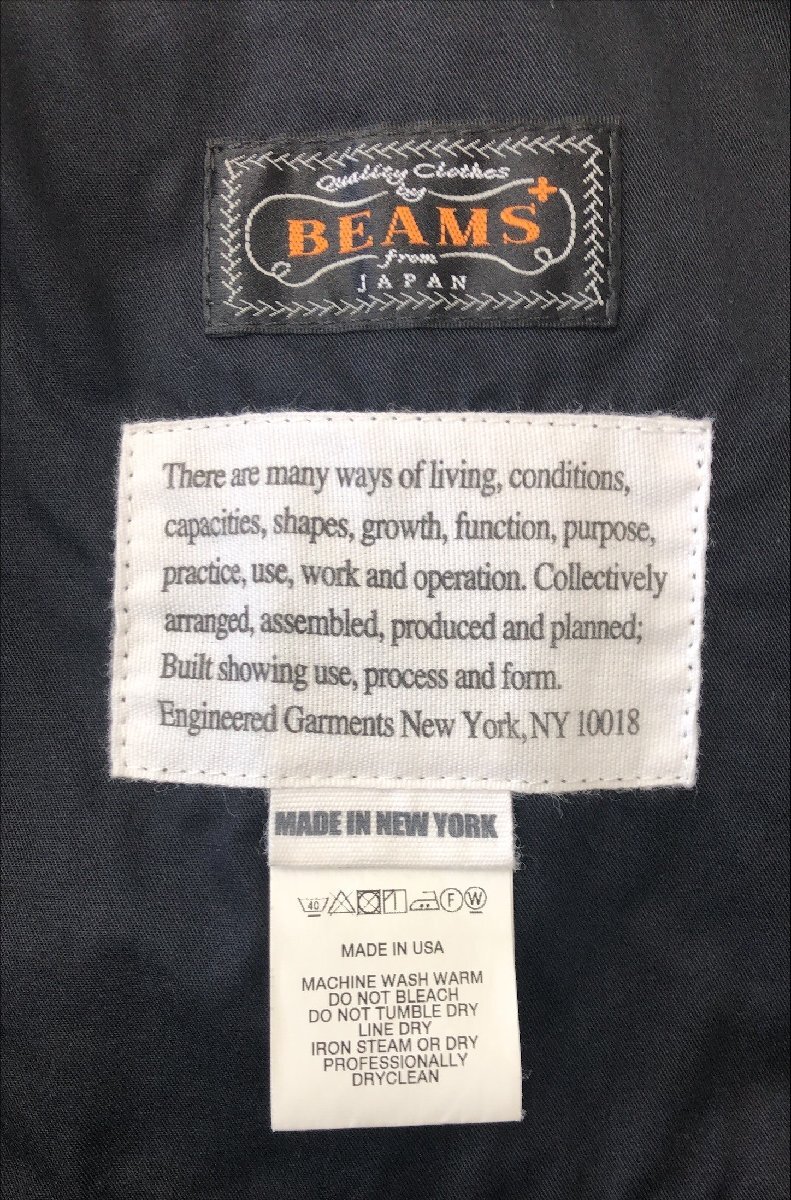 Quality Clothes
by
BEAMS+
from
JAPAN
There are many ways of living, conditions,
capacities, shapes, growth, function, purpose,
practice, use, work and operation. Collectively
arranged, assembled, produced and planned;
Built showing use, process and form.
Engineered Garments New York, NY 10018
MADE IN NEW YORK
40 F W
MADE IN USA
MACHINE WASH WARM
DO NOT BLEACH
DO NOT TUMBLE DRY
LINE DRY
IRON STEAM OR DRY
PROFESSIONALLY
DRYCLEAN